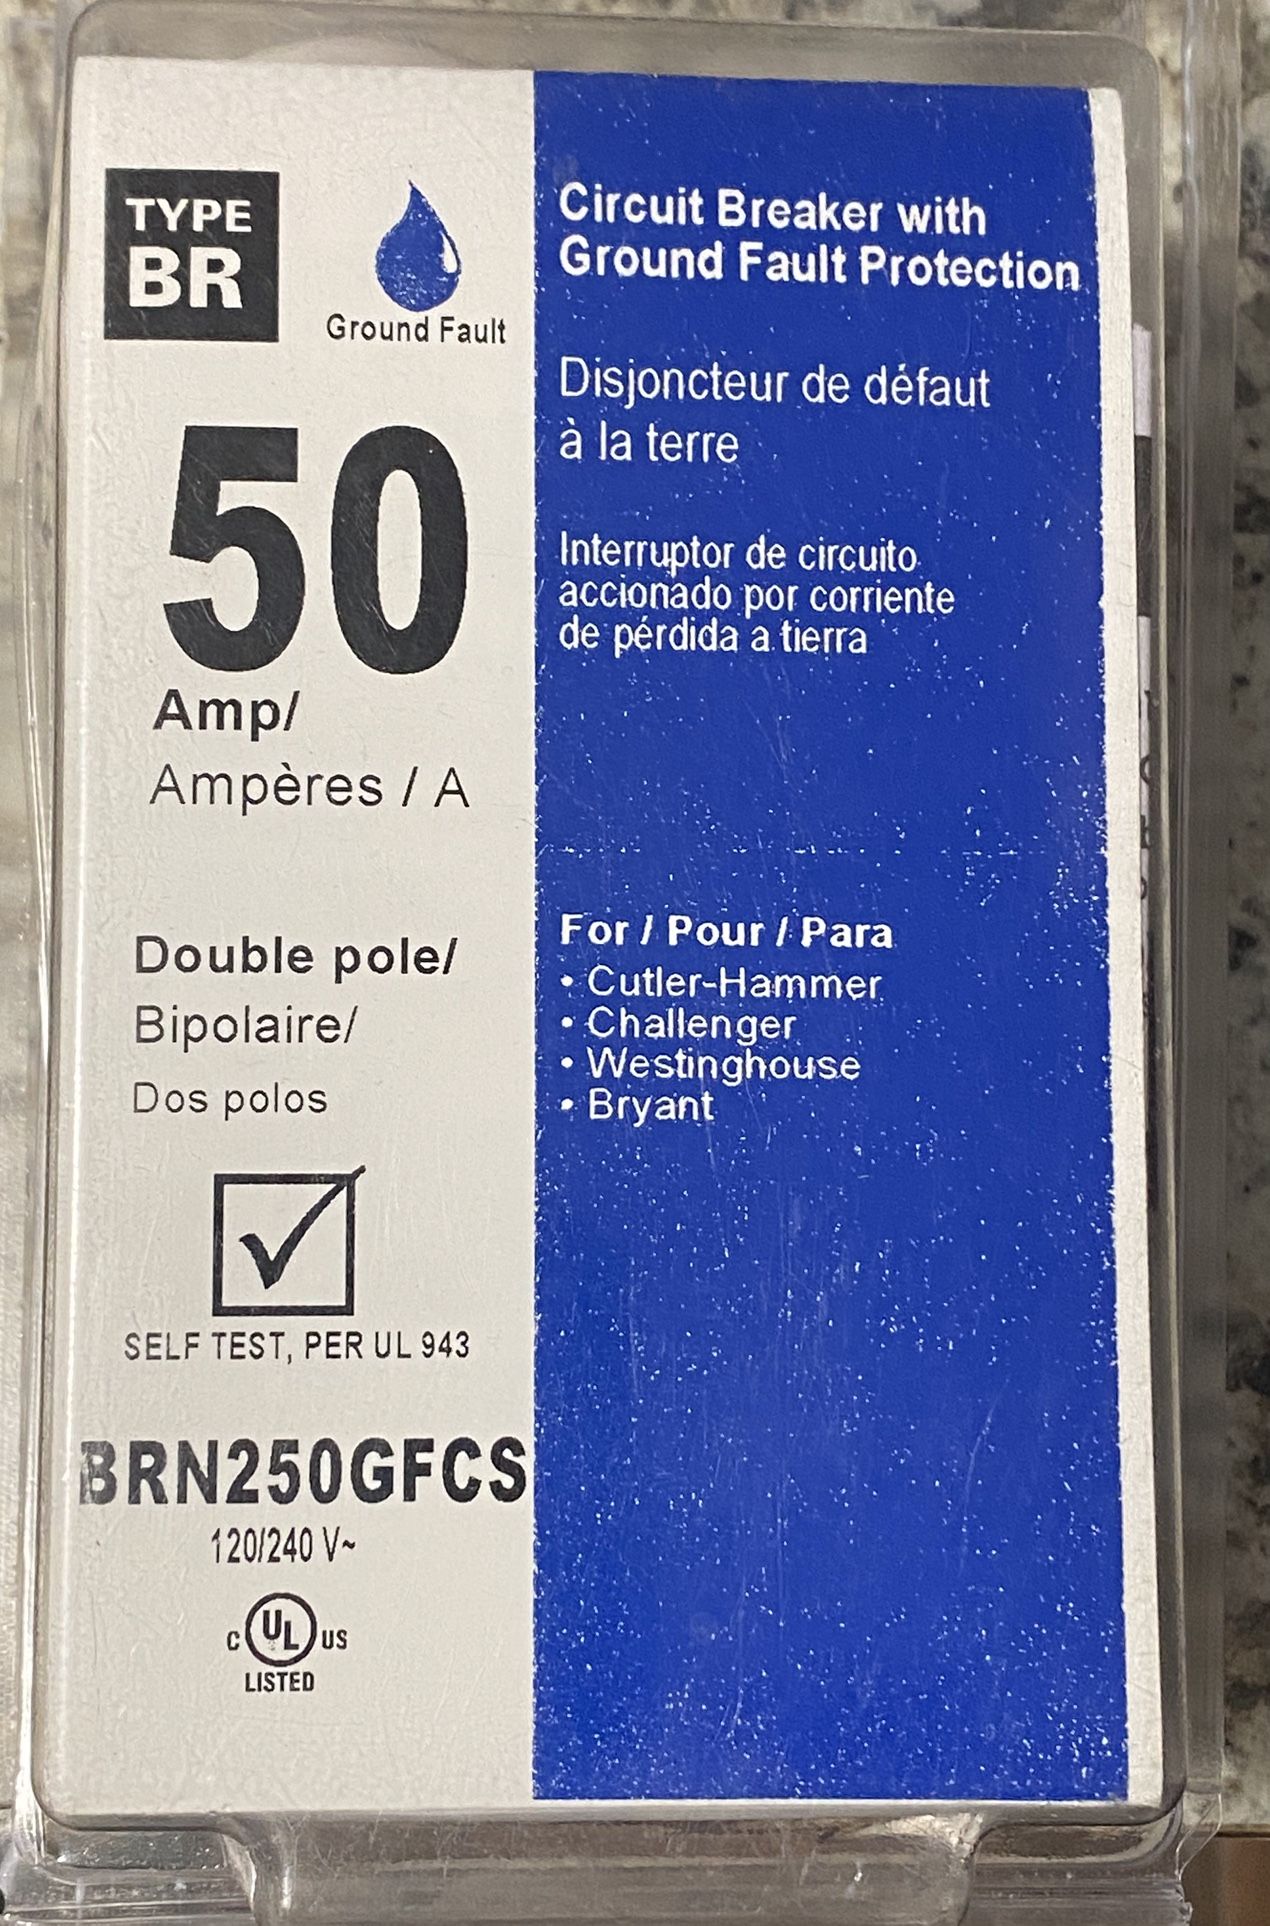 TYPE
BR
Ground Fault
50
Amp/
Ampères / A
Double pole/
Bipolaire/
Dos polos
SELF TEST, PER UL 943
BRN250GFCS
120/240 V~
C UL US
LISTED
Circuit Breaker with
Ground Fault Protection
Disjoncteur de défaut
à la terre
Interruptor de circuito
accionado por corriente
de pérdida a tierra
For / Pour / Para
• Cutler-Hammer
• Challenger
• Westinghouse
• Bryant